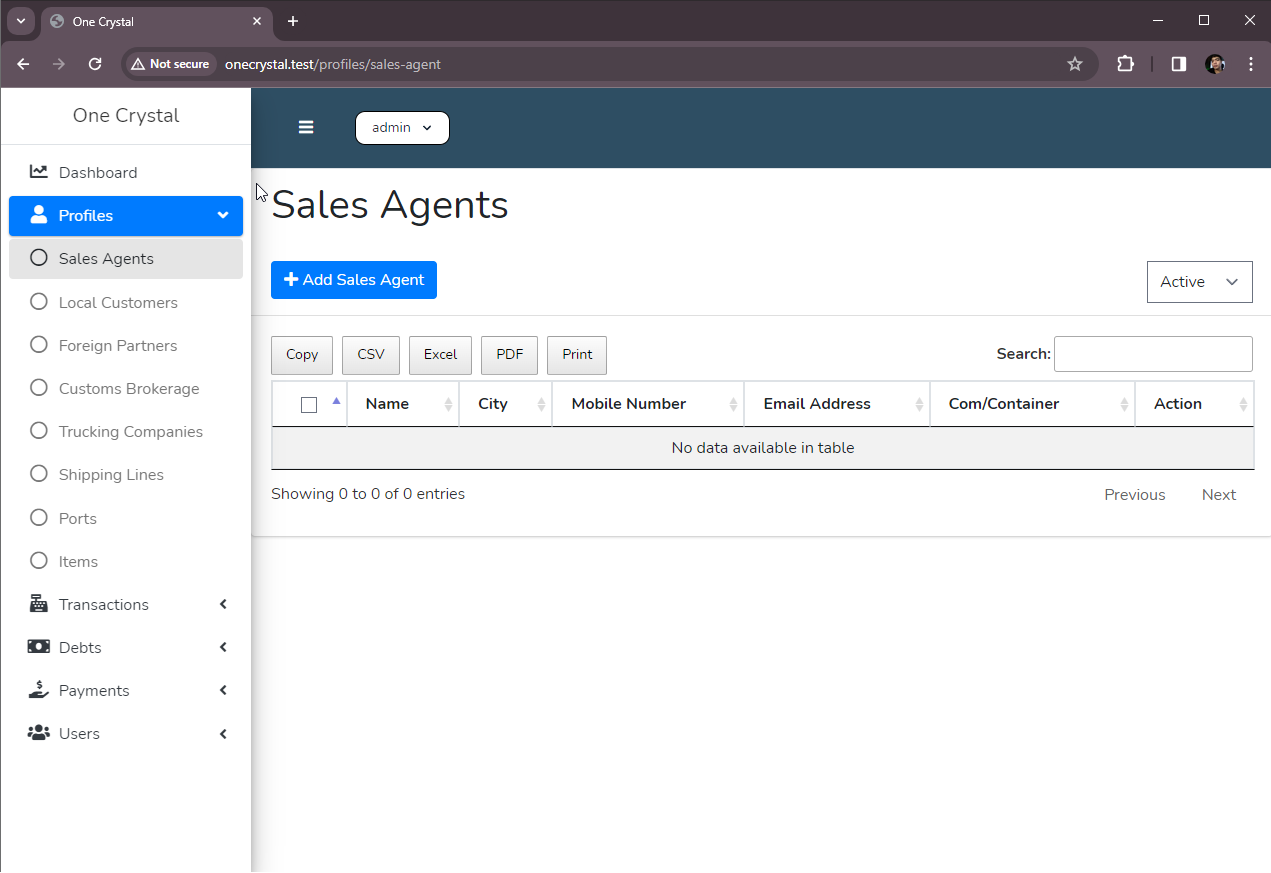 One Crystal
Not secure onecrystal.test/profiles/sales-agent
One Crystal
admin
Dashboard
Profiles
Sales Agents
Local Customers
Foreign Partners
Customs Brokerage
Trucking Companies
Shipping Lines
Ports
Items
Transactions
Debts
Payments
Users
Sales Agents
Add Sales Agent
Active
Copy CSV Excel PDF Print
Search:
Name City Mobile Number Email Address Com/Container Action
No data available in table
Showing 0 to 0 of 0 entries
Previous Next